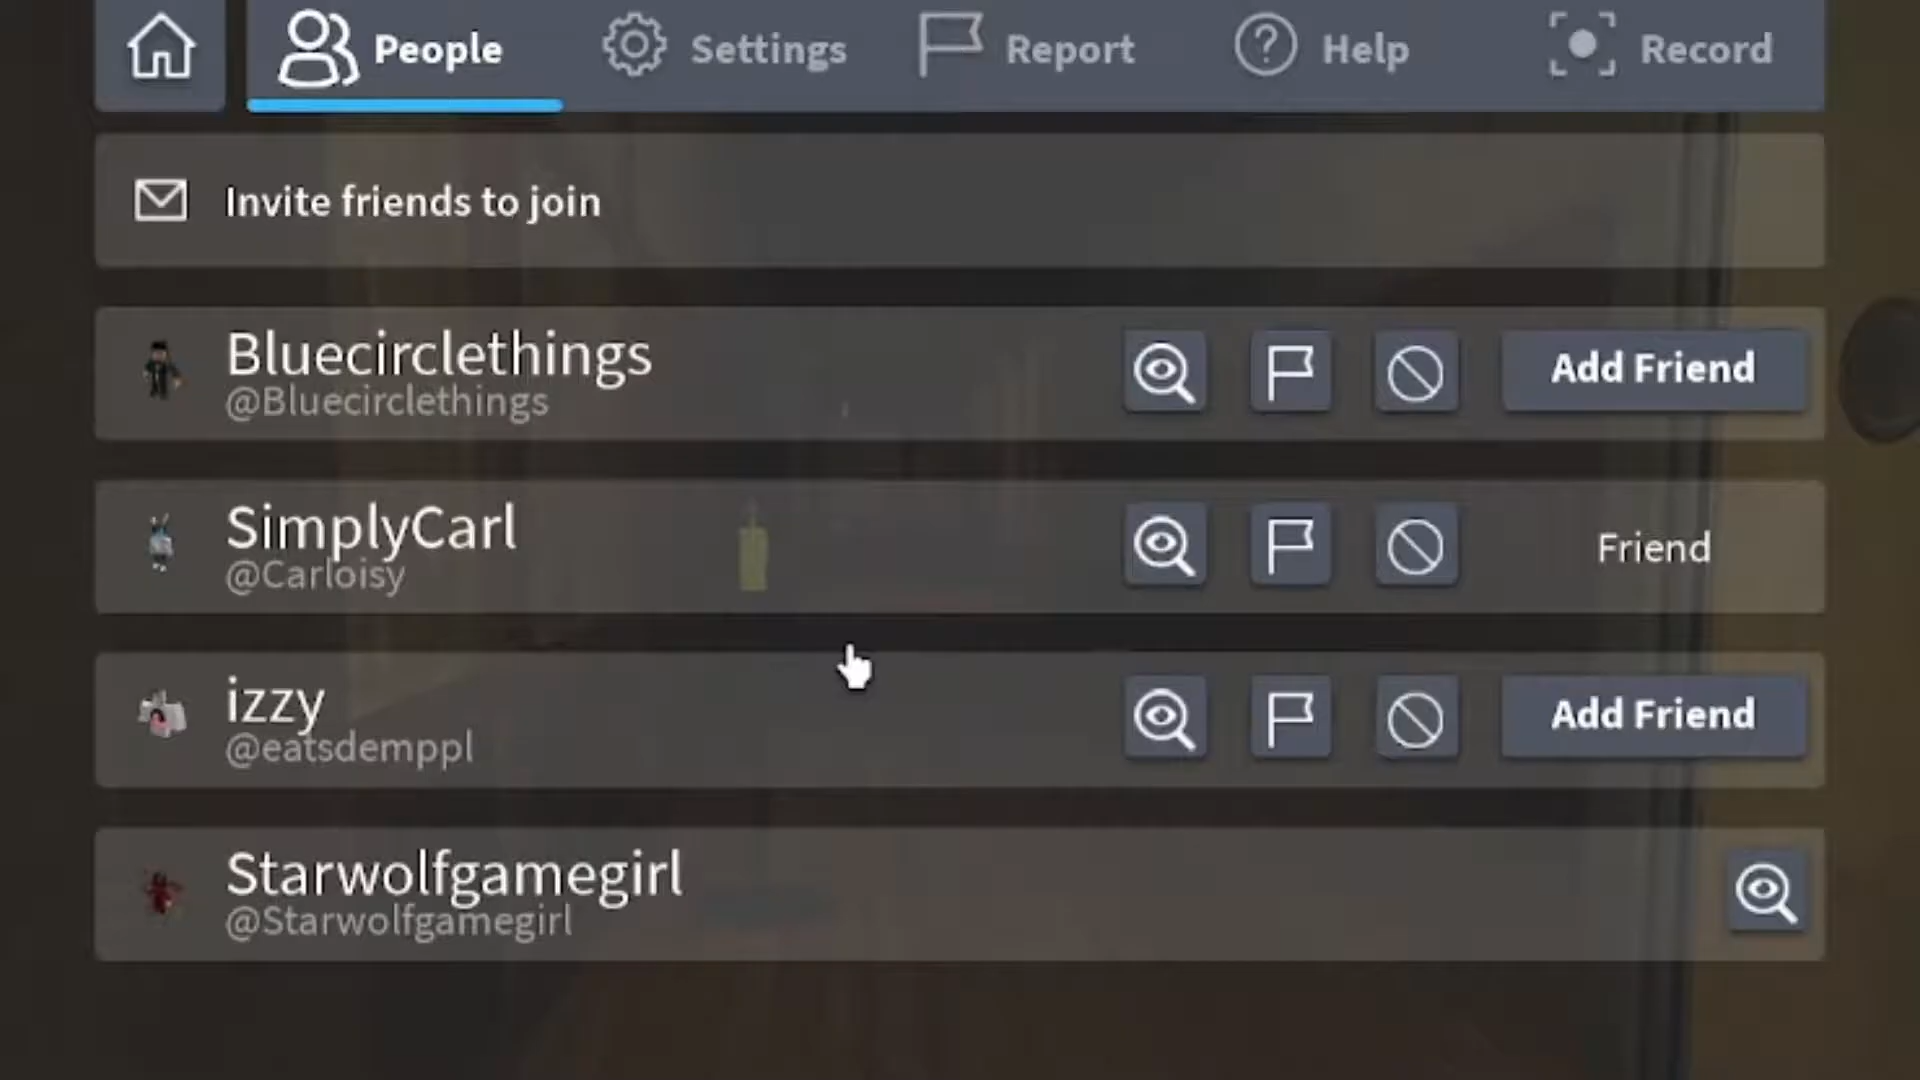 People
Settings
Report
Help
Record
Invite friends to join
Bluecirclethings
@Bluecirclethings
Add Friend
SimplyCarl
@Carloisy
Friend
izzy
@eatsdemppl
Add Friend
Starwolfgamegirl
@Starwolfgamegirl